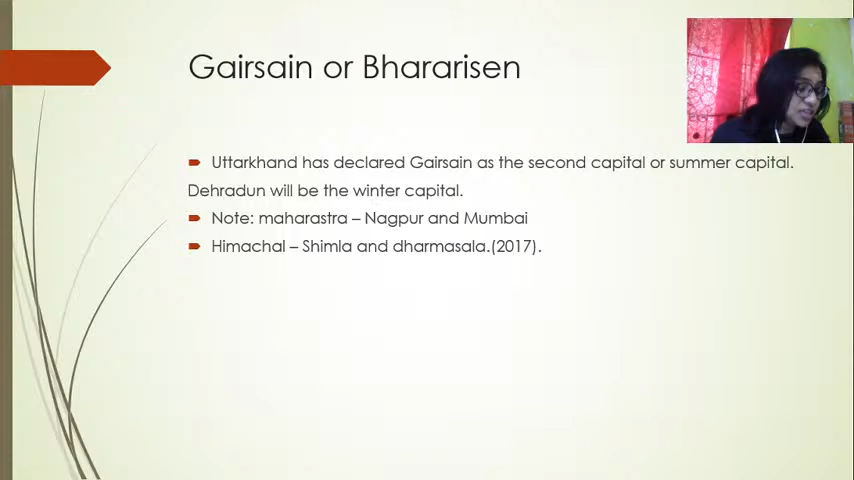 Gairsain or Bhararisen
Uttarkhand has declared Gairsain as the second capital or summer capital.
Dehradun will be the winter capital.
Note: maharastra – Nagpur and Mumbai
Himachal – Shimla and dharmasala.(2017).